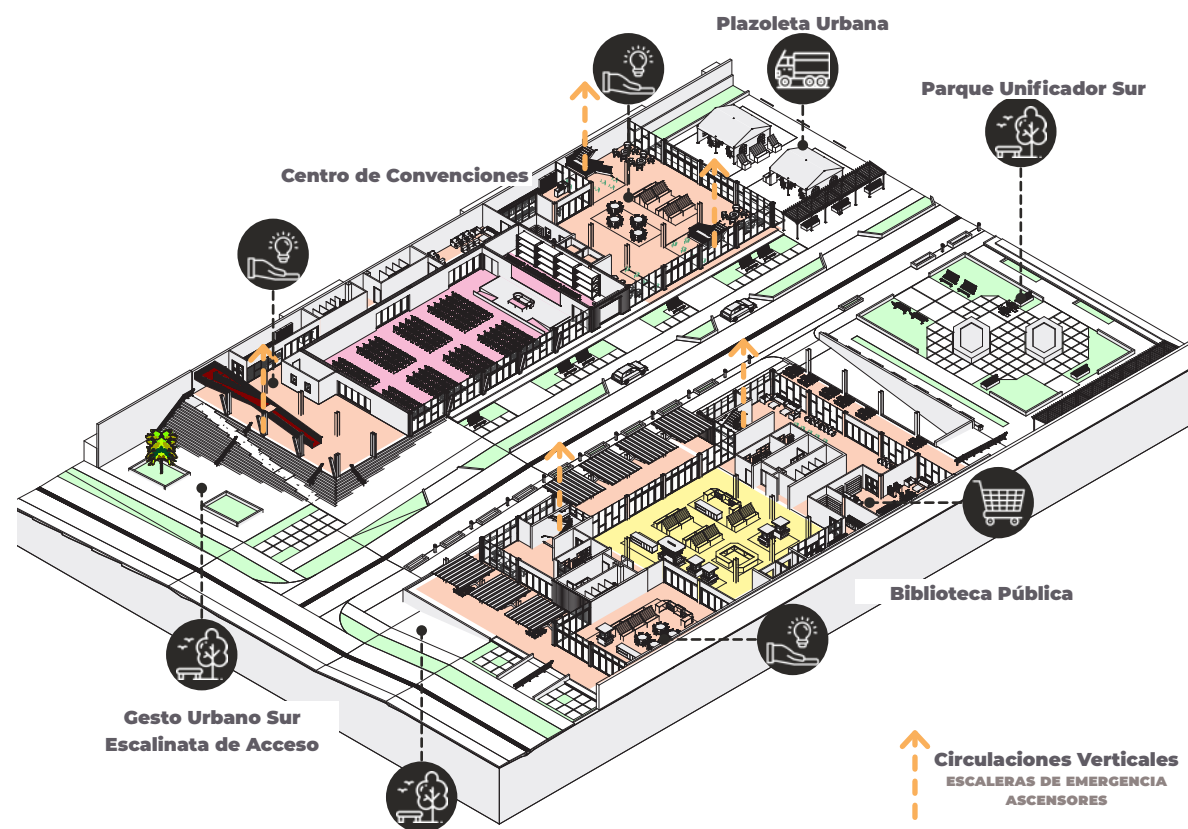 Plazoleta Urbana
Parque Unificador Sur
Centro de Convenciones
Biblioteca Pública
Gesto Urbano Sur
Escalinata de Acceso
Circulaciones Verticales
ESCALERAS DE EMERGENCIA
ASCENSORES